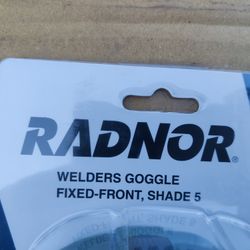 RADNOR®
WELDERS GOGGLE
FIXED-FRONT, SHADE 5